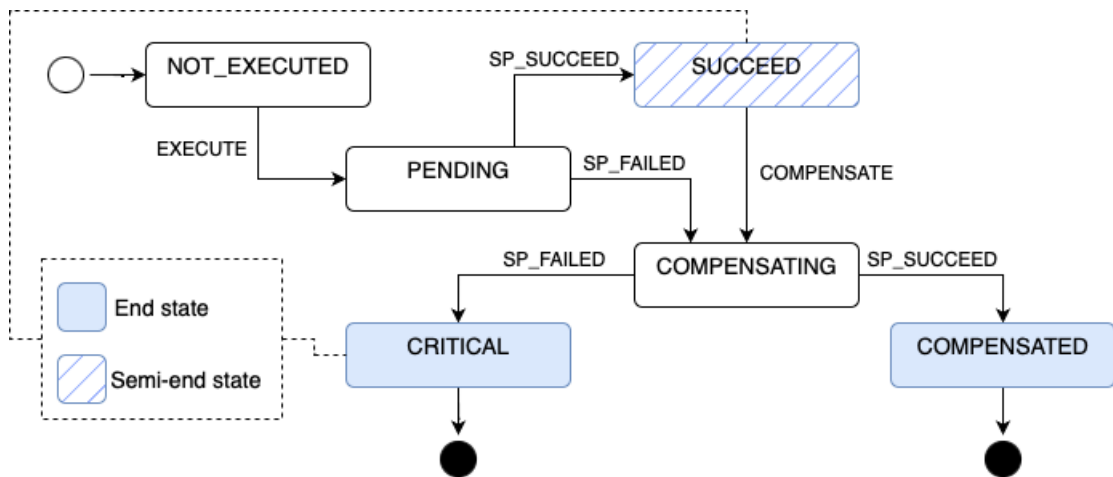 NOT_EXECUTED
SP_SUCCEED
SUCCEED
EXECUTE
PENDING
SP_FAILED
COMPENSATE
SP_FAILED
COMPENSATING
SP_SUCCEED
End state
CRITICAL
COMPENSATED
Semi-end state